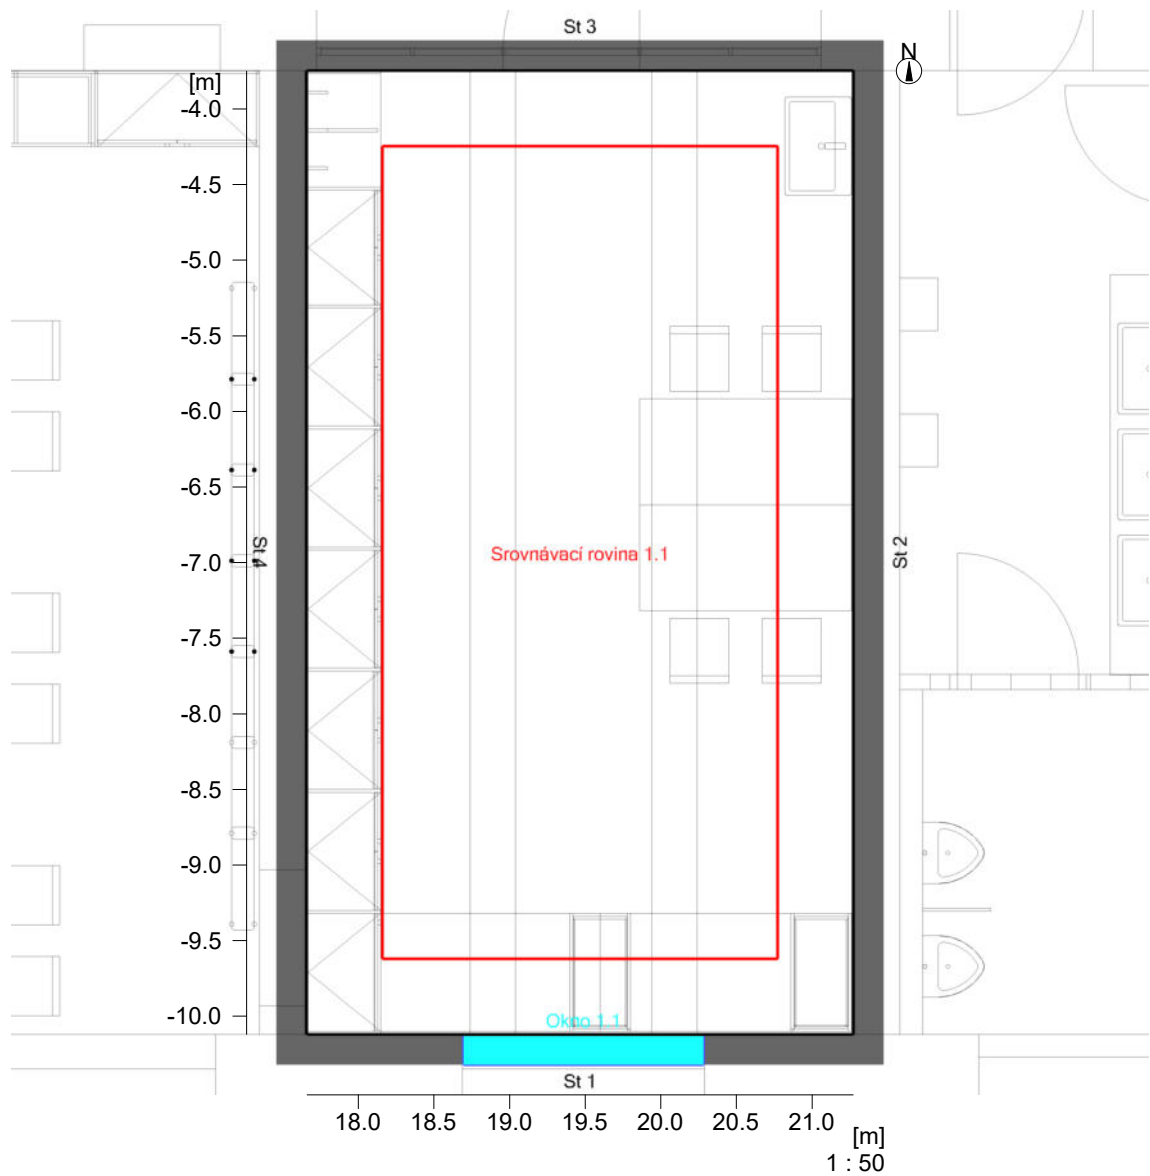 St 3
N
[m]
-4.0
-4.5
-5.0
-5.5
-6.0
-6.5
-7.0
-7.5
-8.0
-8.5
-9.0
-9.5
-10.0
St 4
Srovnávací rovina 1.1
St 2
Okno 1.1
St 1
18.0 18.5 19.0 19.5 20.0 20.5 21.0
[m]
1 : 50